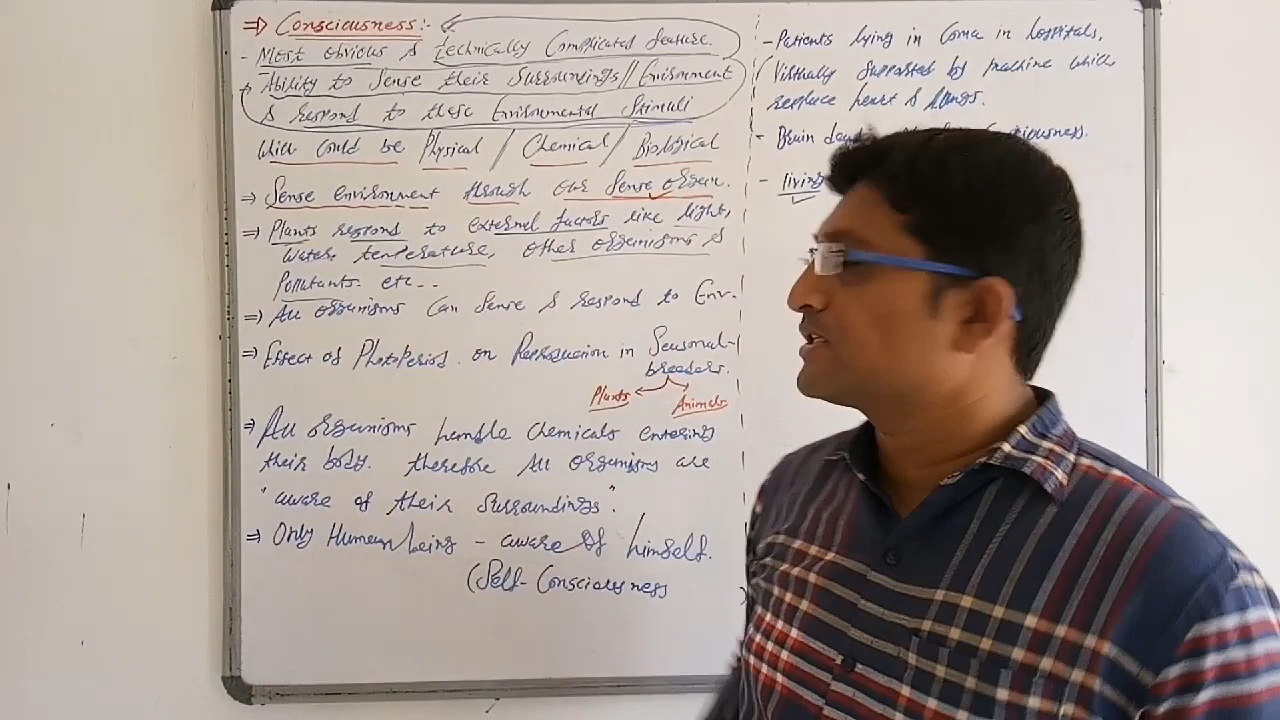 ⇒ Consciousness:-
- Most obvious & technically Complicated feature.
→ Ability to Sense their Surroundings // Environment
& respond to these Environmental Stimuli
which could be Physical / Chemical / Biological
⇒ Sense environment through our Sense organ.
⇒ Plants respond to external factors like light,
water, temperature, other organisms &
Pollutants. etc..
⇒ All organisms Can Sense & respond to Env.
⇒ Effect of Photoperiod on Reproduction in Seasonal-
breeders.
Plants Animals
⇒ All organisms handle Chemicals entering
their body. therefore All organisms are
"aware of their Surroundings."
⇒ Only Human being - aware of himself.
(Self-Consciousness
- Patients lying in Coma in hospitals,
Virtually Supported by machine which
replace heart & lungs.
- Brain
- living